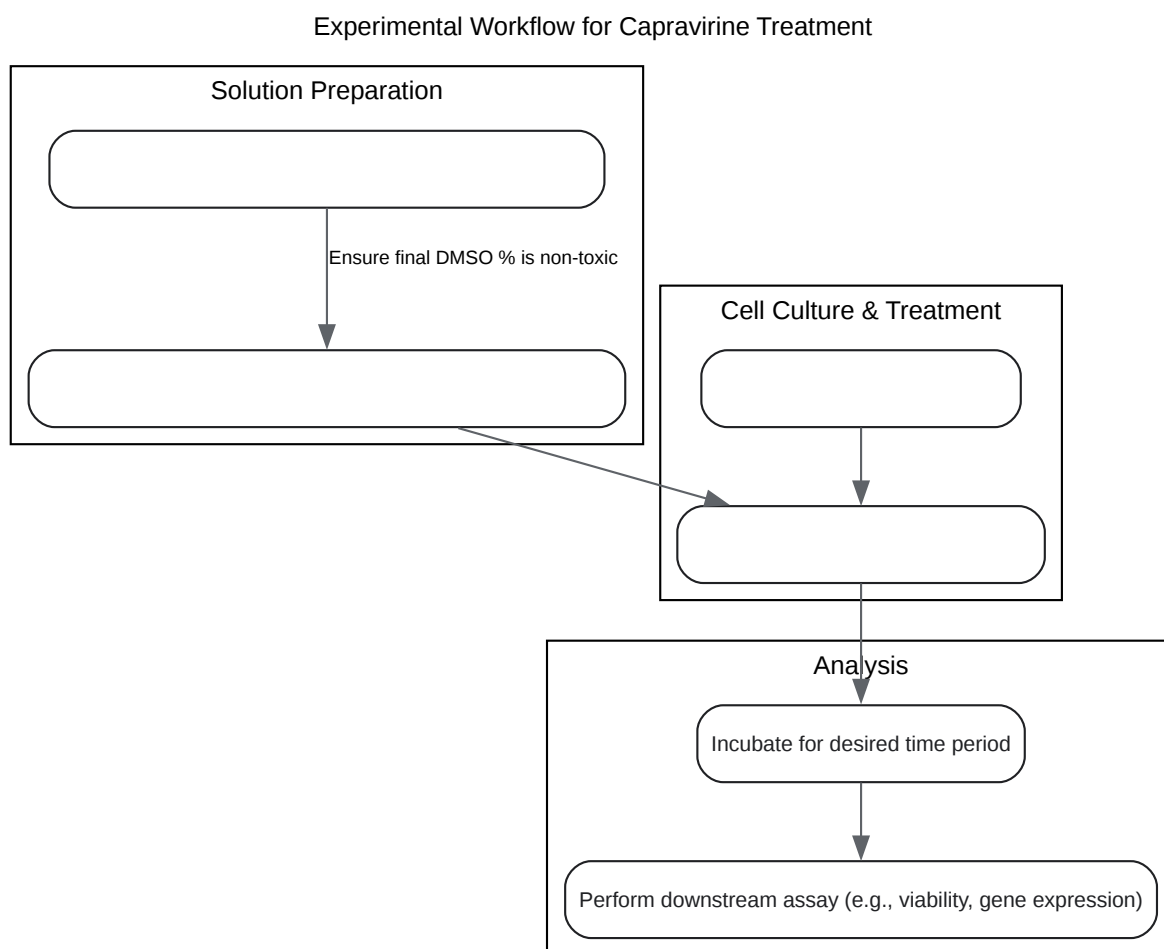 Experimental Workflow for Capravirine Treatment
Solution Preparation
Ensure final DMSO % is non-toxic
Cell Culture & Treatment
Analysis
Incubate for desired time period
Perform downstream assay (e.g., viability, gene expression)